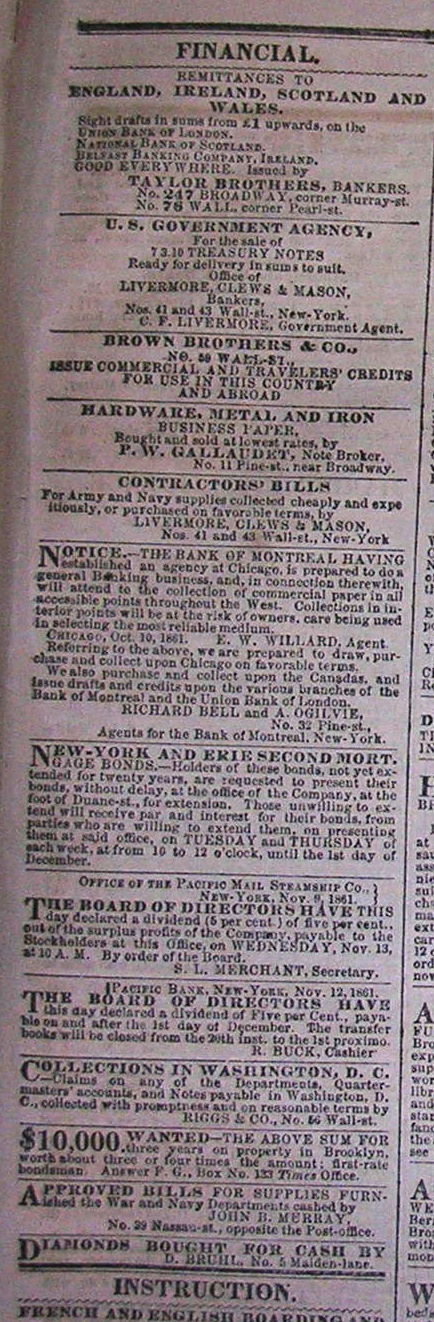 FINANCIAL.
REMITTANCES TO
ENGLAND, IRELAND, SCOTLAND AND
WALES.
Sight drafts in sums from £1 upwards, on the
UNION BANK OF LONDON.
NATIONAL BANK OF SCOTLAND.
BELFAST BANKING COMPANY, IRELAND.
GOOD EVERYWHERE. Issued by
TAYLOR BROTHERS, BANKERS.
No. 247 BROADWAY, corner Murray-st.
No. 76 WALL, corner Pearl-st.
U. S. GOVERNMENT AGENCY,
For the sale of
7 3.10 TREASURY NOTES
Ready for delivery in sums to suit.
Office of
LIVERMORE, CLEWS & MASON,
Bankers,
Nos. 41 and 43 Wall-st., New-York.
C. F. LIVERMORE, Government Agent.
BROWN BROTHERS & CO.,
NO. 59 WALL-ST.,
ISSUE COMMERCIAL AND TRAVELERS' CREDITS
FOR USE IN THIS COUNTRY
AND ABROAD
HARDWARE, METAL AND IRON
BUSINESS PAPER,
Bought and sold at lowest rates, by
P. W. GALLAUDET, Note Broker,
No. 11 Pine-st., near Broadway.
CONTRACTORS' BILLS
For Army and Navy supplies collected cheaply and expe
itiously, or purchased on favorable terms, by
LIVERMORE, CLEWS & MASON,
Nos. 41 and 43 Wall-st., New-York
NOTICE.—THE BANK OF MONTREAL HAVING
established an agency at Chicago, is prepared to do a
general Banking business, and, in connection therewith,
will attend to the collection of commercial paper in all
accessible points throughout the West. Collections in in-
terior points will be at the risk of owners, care being used
in selecting the most reliable medium.
CHICAGO, Oct. 10, 1861. E. W. WILLARD, Agent.
Referring to the above, we are prepared to draw, pur-
chase and collect upon Chicago on favorable terms.
We also purchase and collect upon the Canadas, and
issue drafts and credits upon the various branches of the
Bank of Montreal and the Union Bank of London.
RICHARD BELL and A. OGILVIE,
No. 32 Pine-st.,
Agents for the Bank of Montreal, New-York.
NEW-YORK AND ERIE SECOND MORT-
GAGE BONDS.—Holders of these bonds, not yet ex-
tended for twenty years, are requested to present their
bonds, without delay, at the office of the Company, at the
foot of Duane-st., for extension. Those unwilling to ex-
tend will receive par and interest for their bonds, from
parties who are willing to extend them, on presenting
them at said office, on TUESDAY and THURSDAY of
each week, at from 10 to 12 o'clock, until the 1st day of
December.
OFFICE OF THE PACIFIC MAIL STEAMSHIP CO., }
NEW-YORK, Nov. 9, 1861. }
THE BOARD OF DIRECTORS HAVE THIS
day declared a dividend (5 per cent.) of five per cent.,
out of the surplus profits of the Company, payable to the
Stockholders at this Office, on WEDNESDAY, Nov. 13,
at 10 A. M. By order of the Board.
S. L. MERCHANT, Secretary.
PACIFIC BANK, NEW-YORK, Nov. 12, 1861.
THE BOARD OF DIRECTORS HAVE
this day declared a dividend of Five per Cent., paya-
ble on and after the 1st day of December. The transfer
books will be closed from the 20th inst. to the 1st proximo.
R. BUCK, Cashier
COLLECTIONS IN WASHINGTON, D. C.
—Claims on any of the Departments, Quarter-
masters' accounts, and Notes payable in Washington, D.
C., collected with promptness and on reasonable terms by
RIGGS & CO., No. 56 Wall-st.
$10,000 WANTED—THE ABOVE SUM FOR
three years on property in Brooklyn,
worth about three or four times the amount; first-rate
bondsman. Answer F. G., Box No. 133 Times Office.
APPROVED BILLS FOR SUPPLIES FURN-
ished the War and Navy Departments cashed by
JOHN B. MURRAY,
No. 39 Nassau-st., opposite the Post-office.
DIAMONDS BOUGHT FOR CASH BY
D. BRUHL, No. 5 Maiden-lane.
INSTRUCTION.
FRENCH AND ENGLISH BOARDING AND